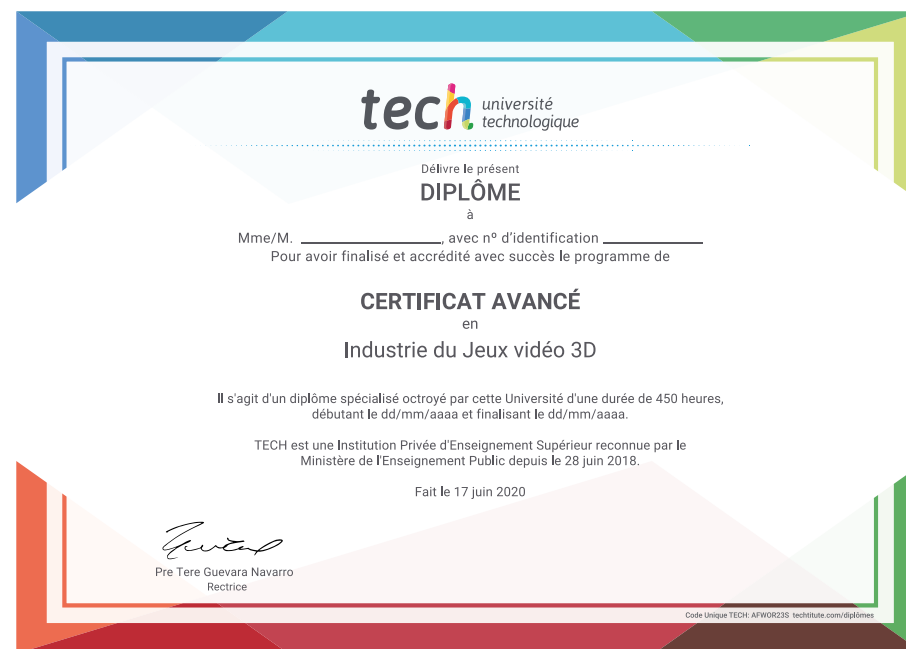 tech université
technologique
Délivre le présent
DIPLÔME
à
Mme/M. ____________________, avec nº d'identification ______________
Pour avoir finalisé et accrédité avec succès le programme de
CERTIFICAT AVANCÉ
en
Industrie du Jeux vidéo 3D
Il s'agit d'un diplôme spécialisé octroyé par cette Université d'une durée de 450 heures,
débutant le dd/mm/aaaa et finalisant le dd/mm/aaaa.
TECH est une Institution Privée d'Enseignement Supérieur reconnue par le
Ministère de l'Enseignement Public depuis le 28 juin 2018.
Fait le 17 juin 2020
Pre Tere Guevara Navarro
Rectrice
Code Unique TECH: AFWOR23S techtitute.com/diplômes